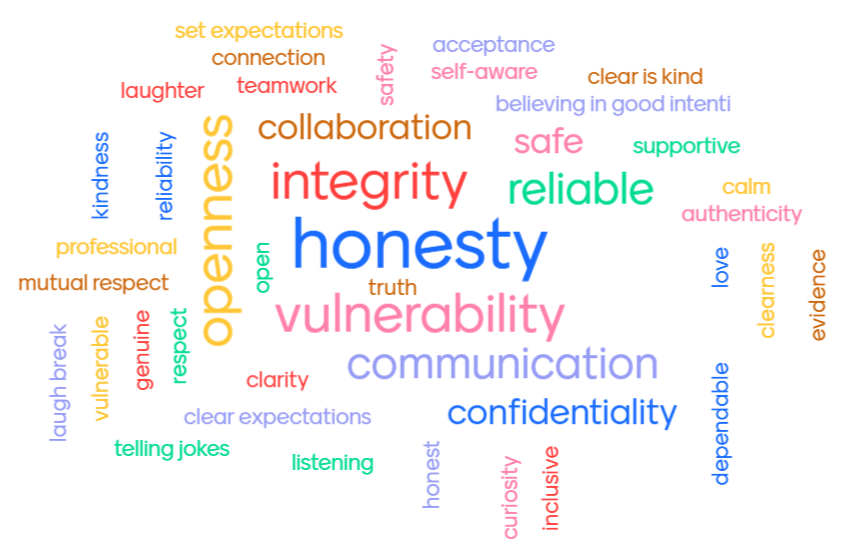 set expectations
acceptance
connection
self-aware
safety
clear is kind
teamwork
laughter
believing in good intenti
collaboration
safe
supportive
kindness
reliability
openness
integrity
reliable
calm
authenticity
honesty
professional
open
love
clearness
evidence
mutual respect
truth
vulnerability
laugh break
vulnerable
genuine
respect
communication
clarity
confidentiality
dependable
clear expectations
telling jokes
listening
honest
curiosity
inclusive